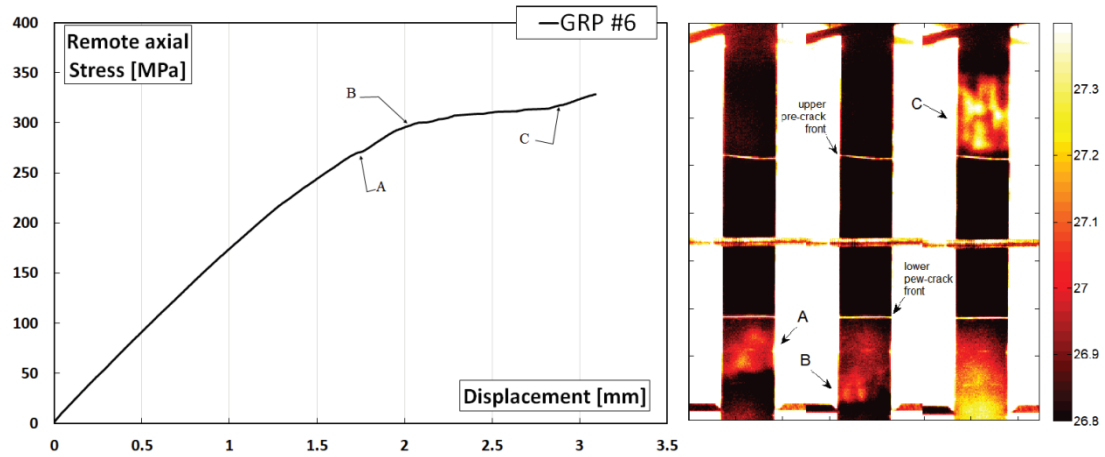 Remote axial
Stress [MPa]
GRP #6
400
350
300
250
200
150
100
50
0
B
A
C
Displacement [mm]
0
0.5
1
1.5
2
2.5
3
3.5
upper
pre-crack
front
lower
pew-crack
front
A
B
C
27.3
27.2
27.1
27
26.9
26.8